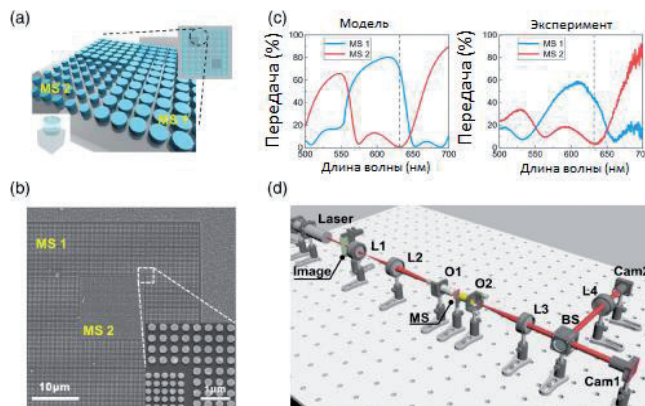 (a)
MS 2
MS 1
(b)
MS 1
MS 2
10μm
1μm
(c)
Модель
Передача (%)
100
80
60
40
20
0
MS 1
MS 2
500
550
600
650
700
Длина волны (нм)
Эксперимент
Передача (%)
100
80
60
40
20
0
MS 1
MS 2
500
550
600
650
700
Длина волны (нм)
(d)
Laser
L1
Image
L2
O1
O2
MS
L3
BS
L4
Cam2
Cam1